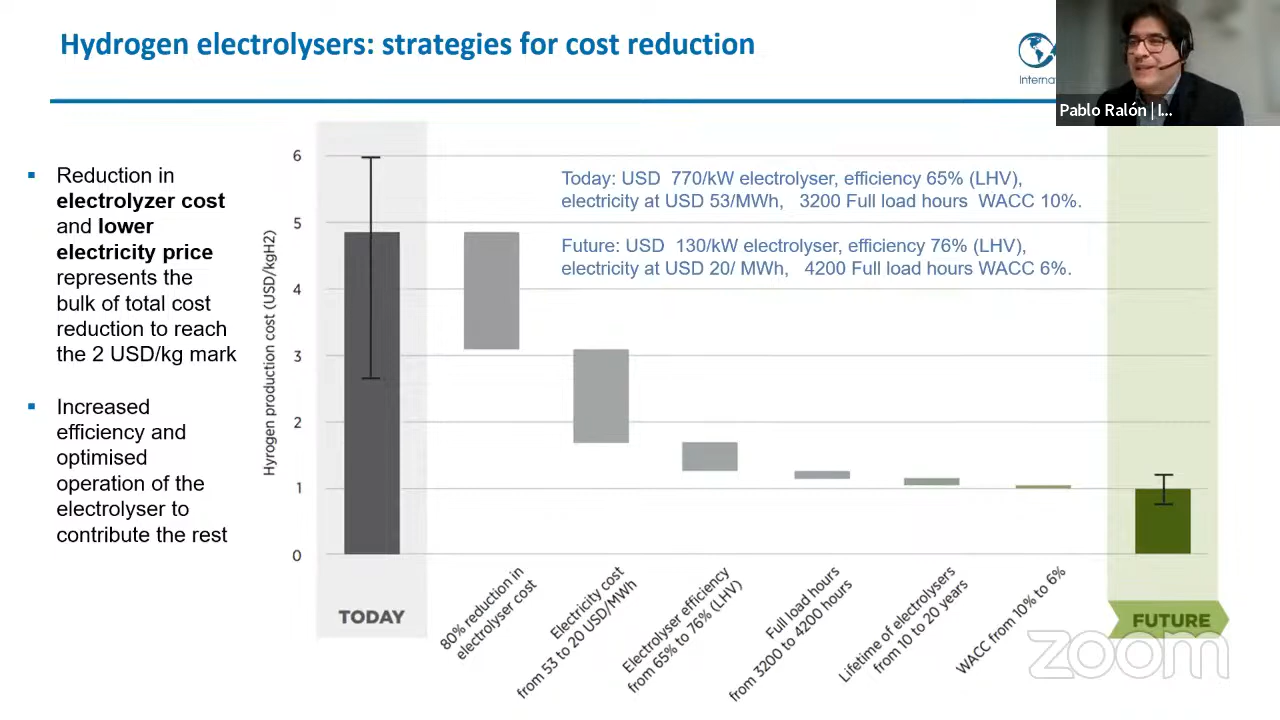 Hydrogen electrolysers: strategies for cost reduction
Pablo Ralón | I...
Reduction in
electrolyzer cost
and lower
electricity price
represents the
bulk of total cost
reduction to reach
the 2 USD/kg mark
Increased
efficiency and
optimised
operation of the
electrolyser to
contribute the rest
Hyrogen production cost (USD/kgH2)
6
5
4
3
2
1
0
Today: USD 770/kW electrolyser, efficiency 65% (LHV),
electricity at USD 53/MWh, 3200 Full load hours WACC 10%.
Future: USD 130/kW electrolyser, efficiency 76% (LHV),
electricity at USD 20/ MWh, 4200 Full load hours WACC 6%.
TODAY
80% reduction in
electrolyser cost
Electricity cost
from 53 to 20 USD/MWh
Electrolyser efficiency
from 65% to 76% (LHV)
Full load hours
from 3200 to 4200 hours
Lifetime of electrolysers
from 10 to 20 years
WACC from 10% to 6%
FUTURE
zoom